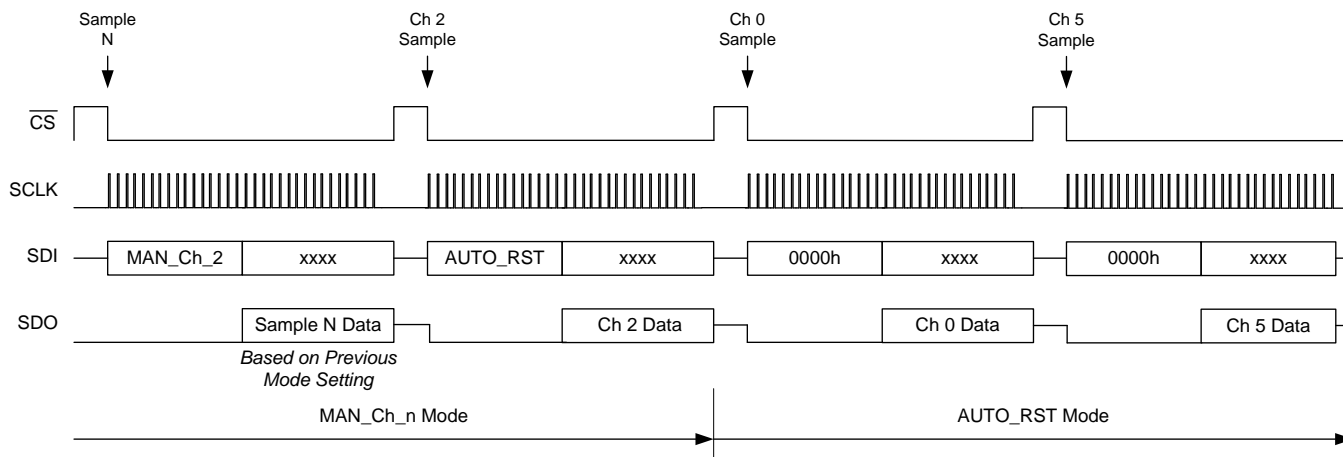 Sample
N
Ch 2
Sample
Ch 0
Sample
Ch 5
Sample
CS
SCLK
SDI
MAN_Ch_2
xxxx
AUTO_RST
xxxx
0000h
xxxx
0000h
xxxx
SDO
Sample N Data
Ch 2 Data
Ch 0 Data
Ch 5 Data
Based on Previous
Mode Setting
MAN_Ch_n Mode
AUTO_RST Mode